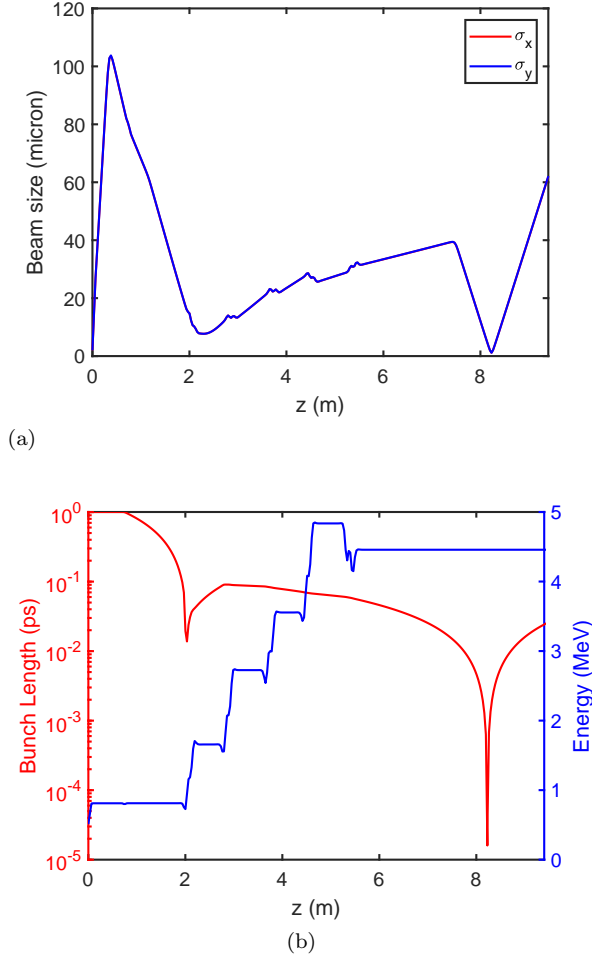 120
100
80
60
40
20
0
Beam size (micron)
σx
σy
0 2 4 6 8
z (m)
(a)
10^0
10^-1
10^-2
10^-3
10^-4
10^-5
Bunch Length (ps)
5
4
3
2
1
0
Energy (MeV)
0 2 4 6 8
z (m)
(b)